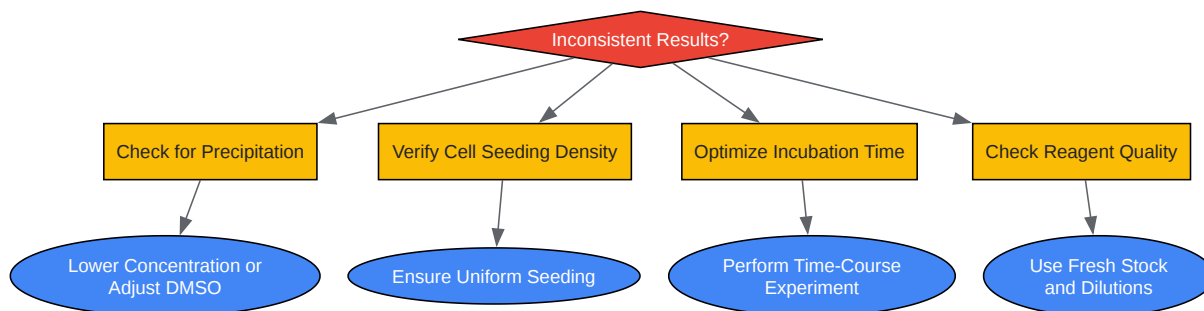 Inconsistent Results?
Check for Precipitation
Verify Cell Seeding Density
Optimize Incubation Time
Check Reagent Quality
Lower Concentration or
Adjust DMSO
Ensure Uniform Seeding
Perform Time-Course
Experiment
Use Fresh Stock
and Dilutions